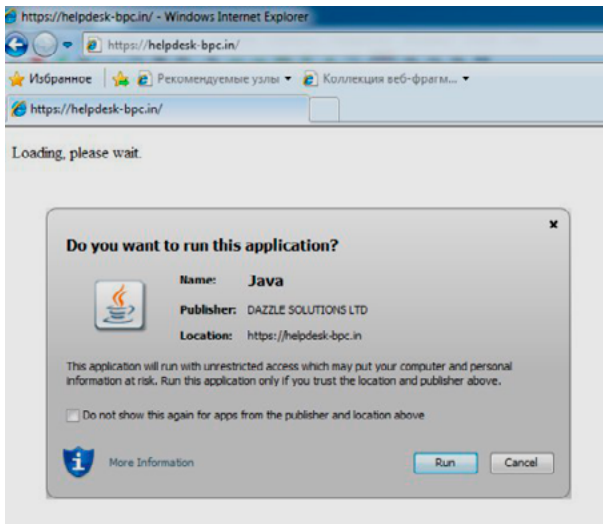 https://helpdesk-bpc.in/ - Windows Internet Explorer
https://helpdesk-bpc.in/
Избранное Рекомендуемые узлы Коллекция веб-фрагм...
https://helpdesk-bpc.in/
Loading, please wait.
x
Do you want to run this application?
Name: Java
Publisher: DAZZLE SOLUTIONS LTD
Location: https://helpdesk-bpc.in
This application will run with unrestricted access which may put your computer and personal
information at risk. Run this application only if you trust the location and publisher above.
Do not show this again for apps from the publisher and location above
More Information Run Cancel